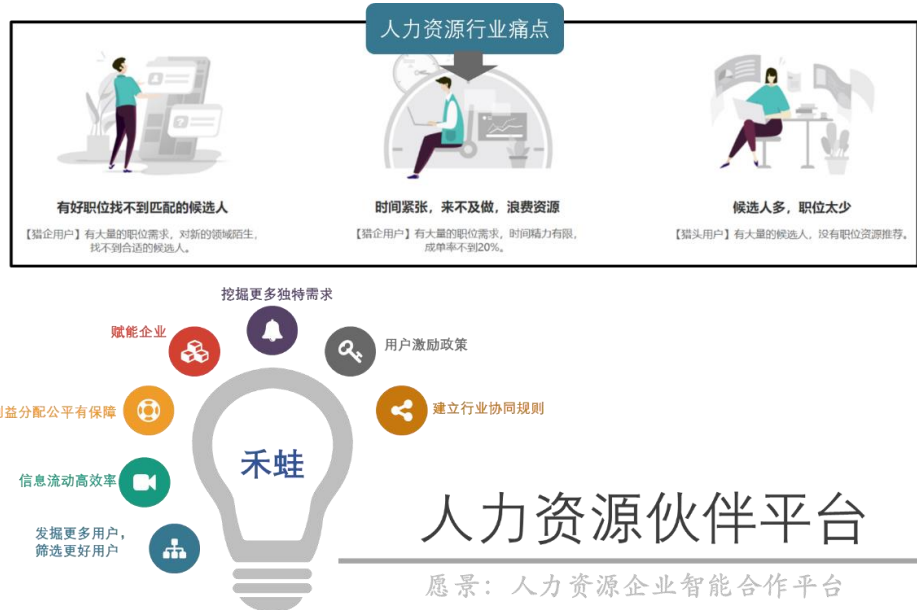 人力资源行业痛点
有好职位找不到匹配的候选人
【猎企用户】有大量的职位需求，对新的领域陌生，
找不到合适的候选人。
时间紧张，来不及做，浪费资源
【猎企用户】有大量的职位需求，时间精力有限，
成单率不到20%。
候选人多，职位太少
【猎头用户】有大量的候选人，没有职位资源推荐。
挖掘更多独特需求
赋能企业
用户激励政策
益分配公平有保障
建立行业协同规则
禾蛙
信息流动高效率
发掘更多用户，
筛选更好用户
人力资源伙伴平台
愿景：人力资源企业智能合作平台